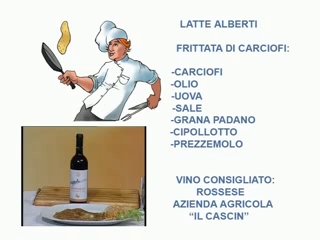 LATTE ALBERTI
FRITTATA DI CARCIOFI:
-CARCIOFI
-OLIO
-UOVA
-SALE
-GRANA PADANO
-CIPOLLOTTO
-PREZZEMOLO
VINO CONSIGLIATO:
ROSSESE
AZIENDA AGRICOLA
“IL CASCIN”